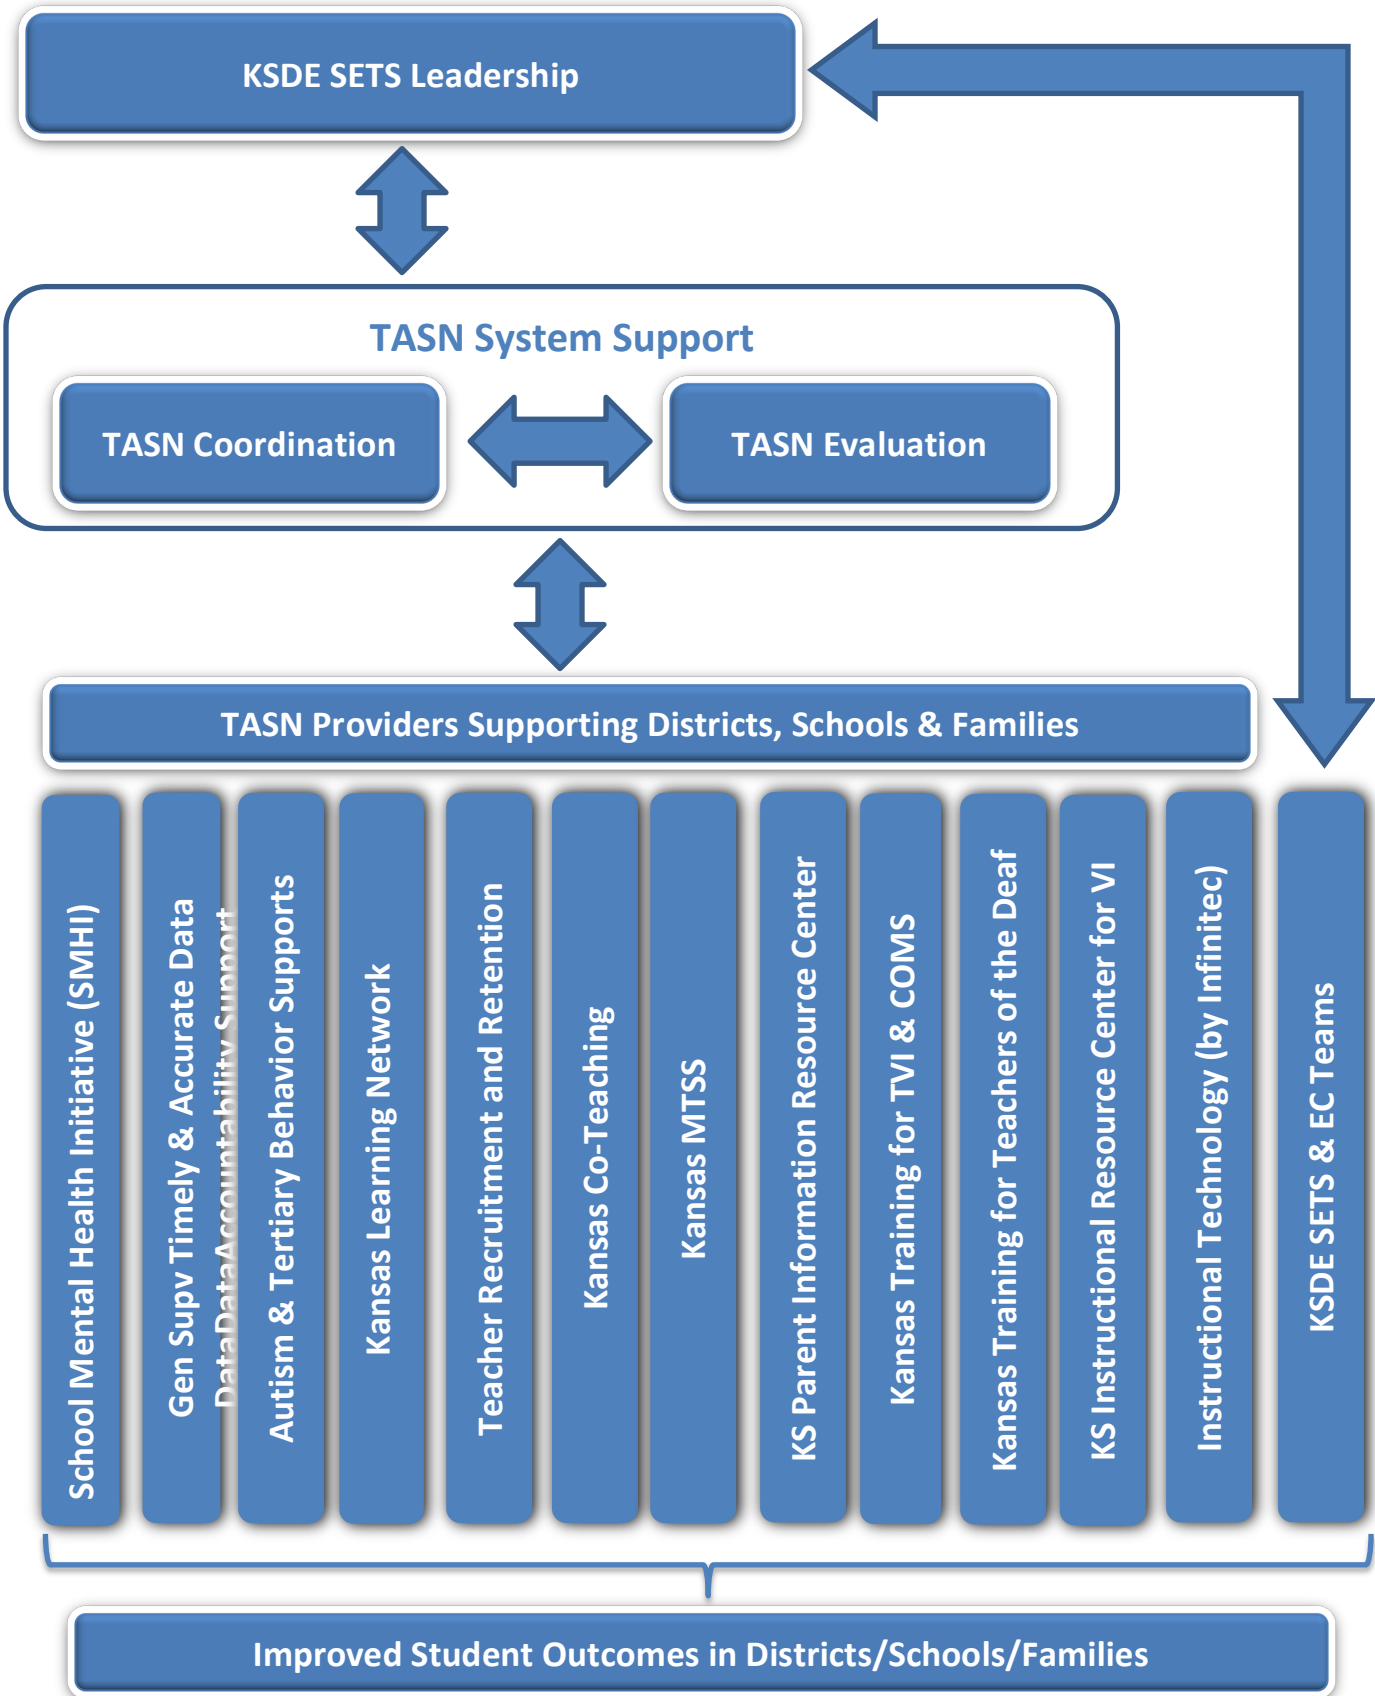 KSDE SETS Leadership
TASN System Support
TASN Coordination
TASN Evaluation
TASN Providers Supporting Districts, Schools & Families
School Mental Health Initiative (SMHI)
Gen Supv Timely & Accurate Data
DataDataAccountability Support
Autism & Tertiary Behavior Supports
Kansas Learning Network
Teacher Recruitment and Retention
Kansas Co-Teaching
Kansas MTSS
KS Parent Information Resource Center
Kansas Training for TVI & COMS
Kansas Training for Teachers of the Deaf
KS Instructional Resource Center for VI
Instructional Technology (by Infinitec)
KSDE SETS & EC Teams
Improved Student Outcomes in Districts/Schools/Families